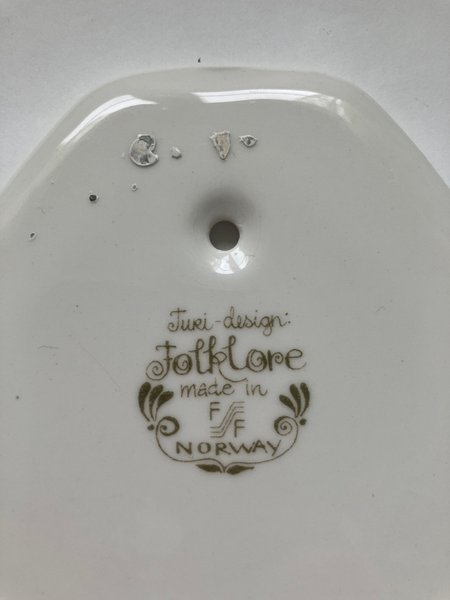 Turi-design:
Folklore
made in
F
F
NORWAY